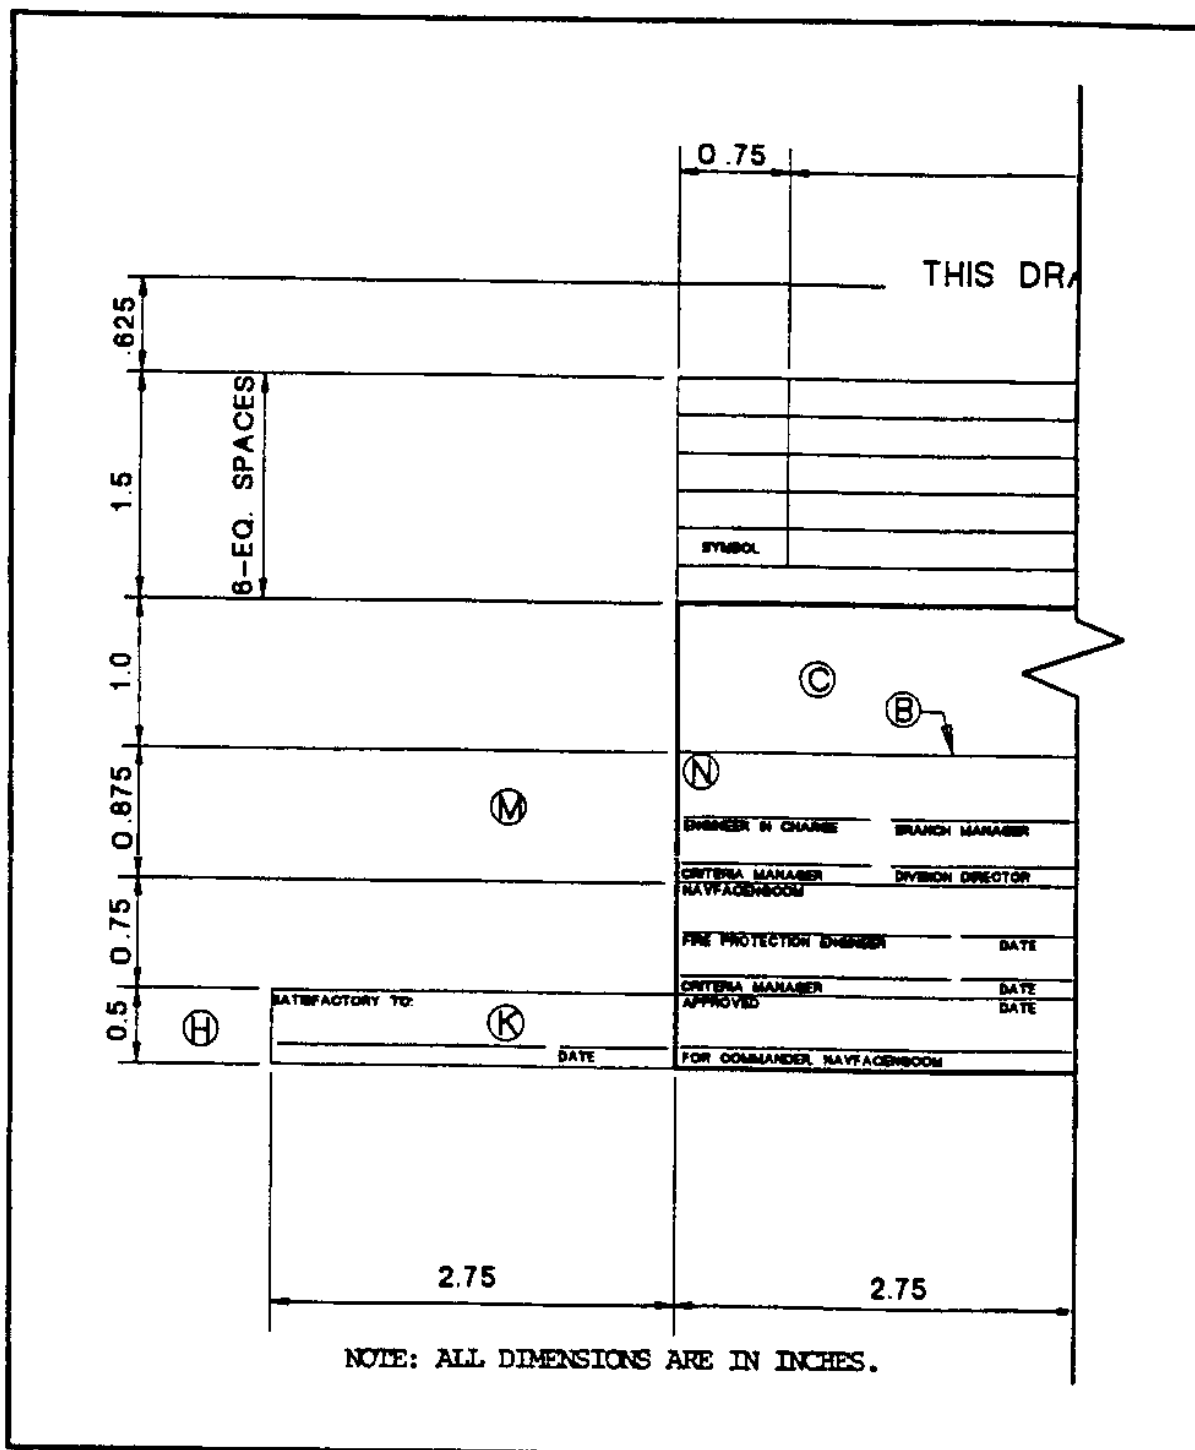 0.75
THIS DRA
.625
1.5
6-EQ. SPACES
SYMBOL
1.0
C
B
N
0.875
M
ENGINEER IN CHARGE BRANCH MANAGER
CRITERIA MANAGER DIVISION DIRECTOR
NAVFACENGCOM
0.75
FIRE PROTECTION ENGINEER DATE
CRITERIA MANAGER DATE
0.5
H
SATISFACTORY TO:
K
APPROVED DATE
DATE
FOR COMMANDER, NAVFACENGCOM
2.75
2.75
NOTE: ALL DIMENSIONS ARE IN INCHES.